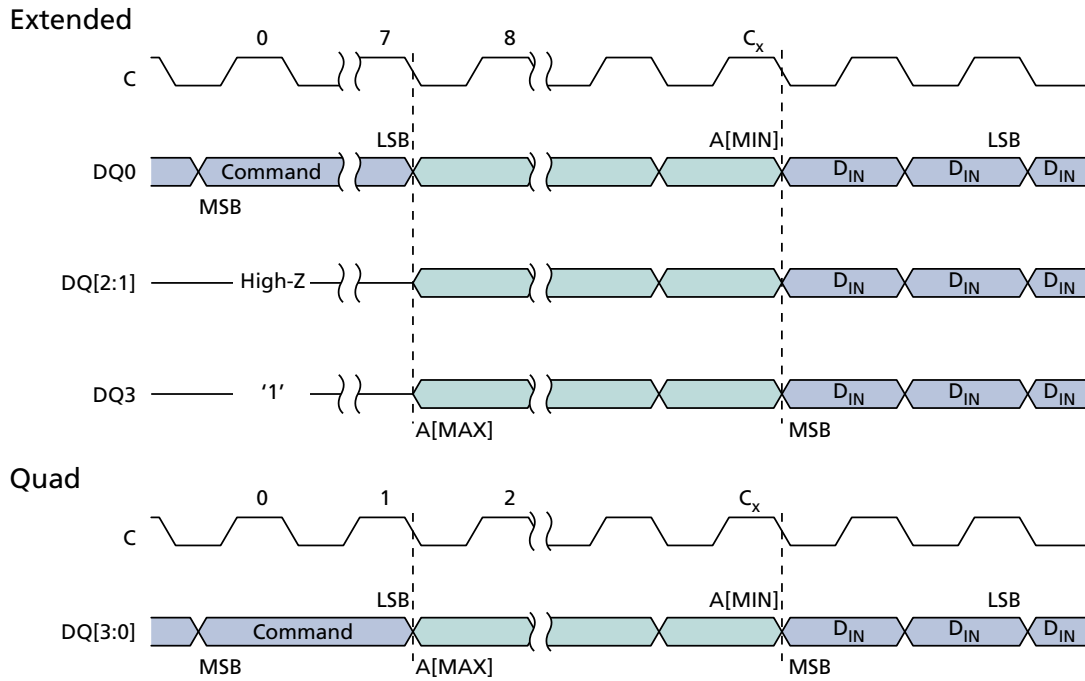 Extended
0 7 8 Cx
C
LSB A[MIN] LSB
DQ0 Command DIN DIN DIN
MSB
DQ[2:1] High-Z DIN DIN DIN
DQ3 '1' DIN DIN DIN
A[MAX] MSB
Quad
0 1 2 Cx
C
LSB A[MIN] LSB
DQ[3:0] Command DIN DIN DIN
MSB A[MAX] MSB